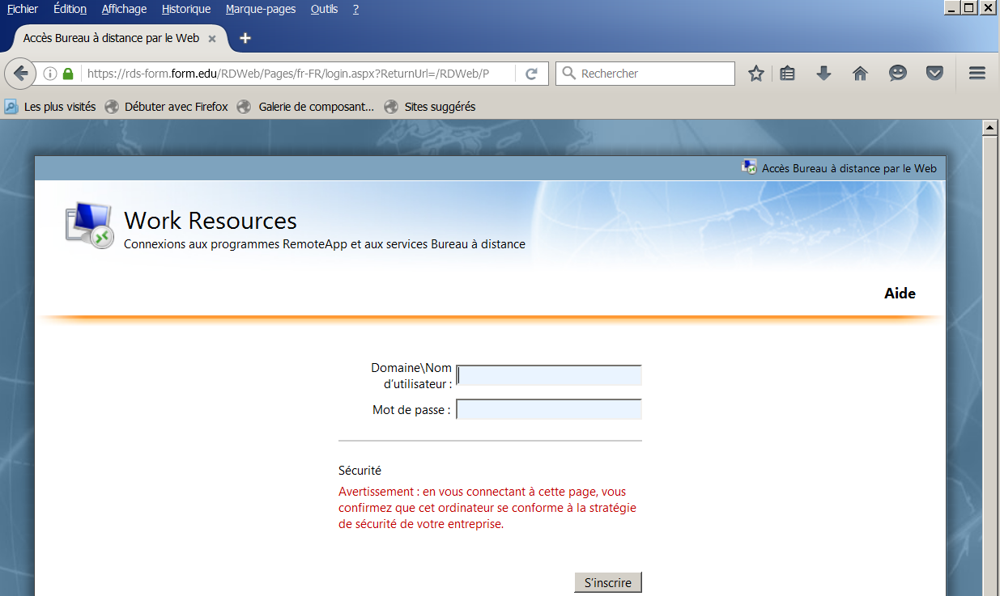 Fichier Édition Affichage Historique Marque-pages Outils ?
Accès Bureau à distance par le Web
https://rds-form.form.edu/RDWeb/Pages/fr-FR/login.aspx?ReturnUrl=/RDWeb/P
Rechercher
Les plus visités Débuter avec Firefox Galerie de composant... Sites suggérés
Accès Bureau à distance par le Web
Work Resources
Connexions aux programmes RemoteApp et aux services Bureau à distance
Aide
Domaine\Nom
d'utilisateur :
Mot de passe :
Sécurité
Avertissement : en vous connectant à cette page, vous
confirmez que cet ordinateur se conforme à la stratégie
de sécurité de votre entreprise.
S'inscrire